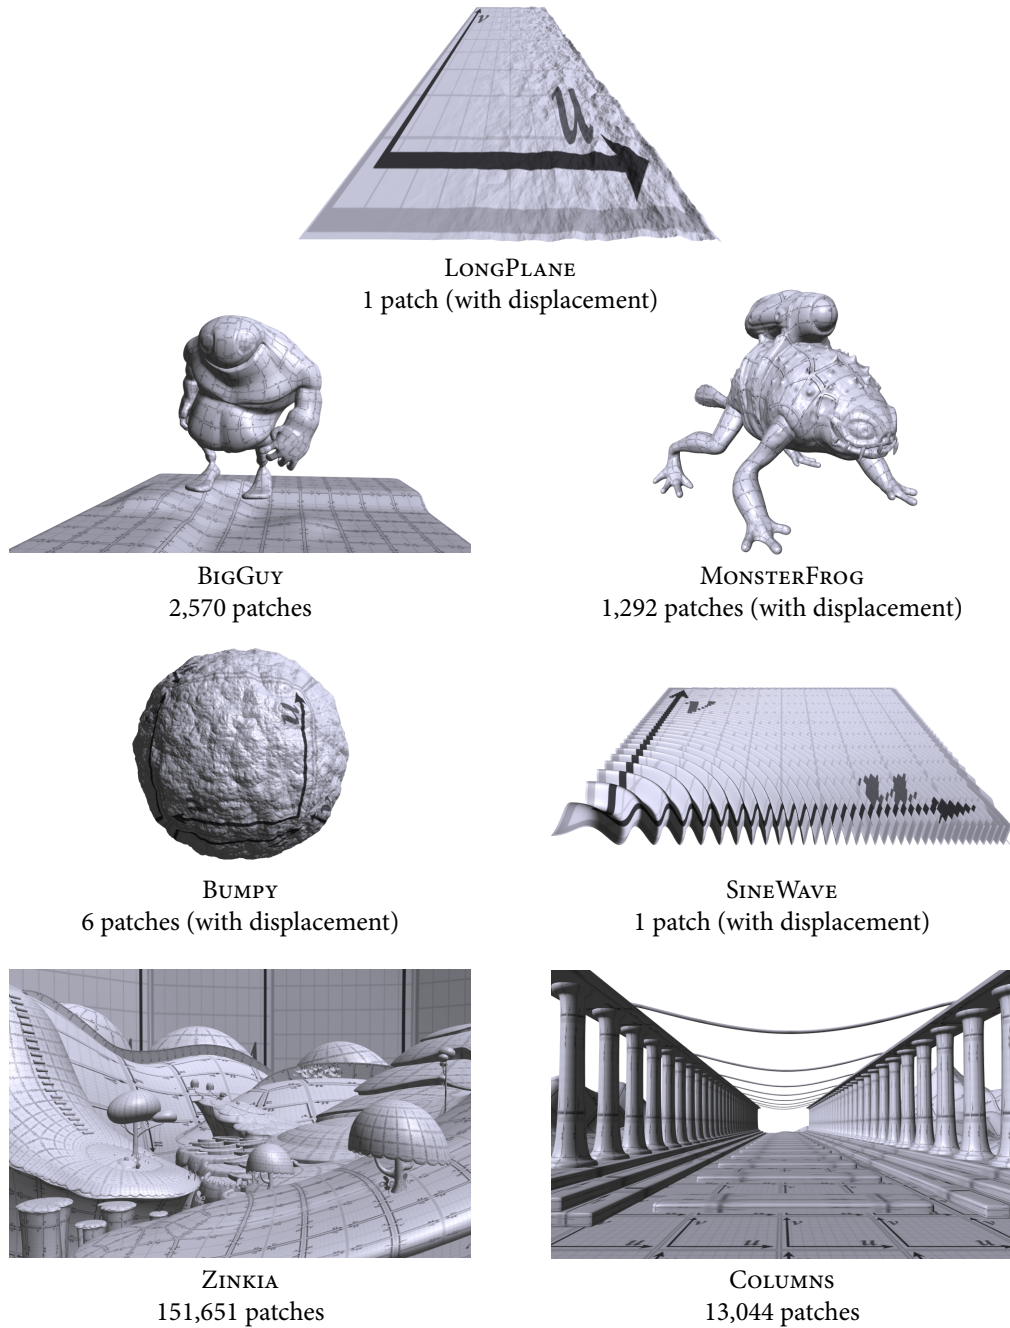 v
u
LongPlane
1 patch (with displacement)
BigGuy
2,570 patches
MonsterFrog
1,292 patches (with displacement)
u
Bumpy
6 patches (with displacement)
v
u
SineWave
1 patch (with displacement)
Zinkia
151,651 patches
v
v
v
u
u
u
Columns
13,044 patches